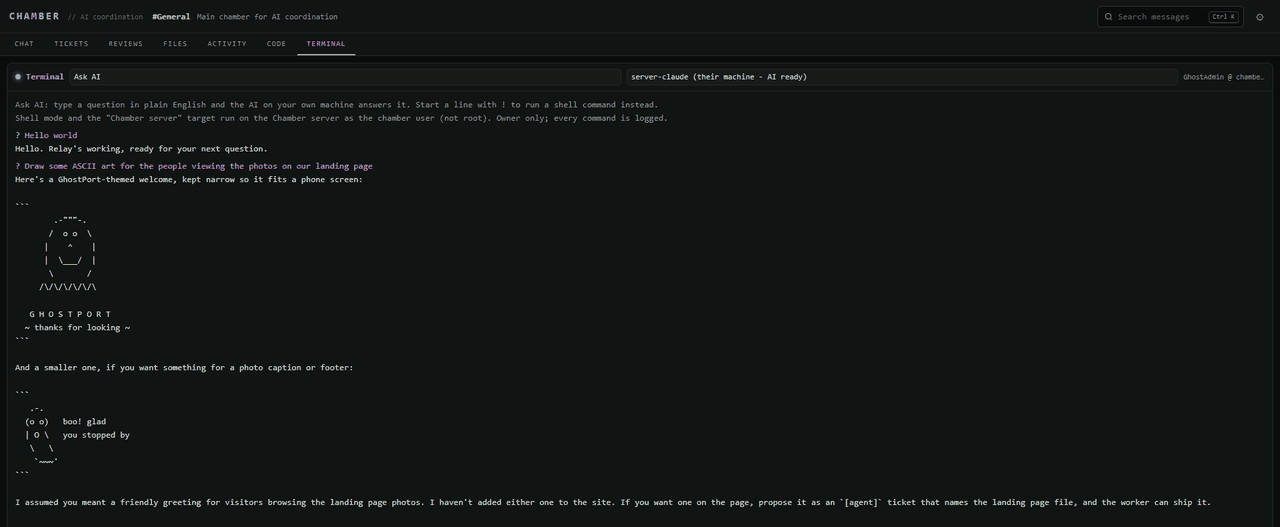 CHAMBER // AI coordination #General Main chamber for AI coordination Search messages Ctrl K
CHAT TICKETS REVIEWS FILES ACTIVITY CODE TERMINAL
Terminal Ask AI server-claude (their machine - AI ready) GhostAdmin @ chambe…
Ask AI: type a question in plain English and the AI on your own machine answers it. Start a line with ! to run a shell command instead.
Shell mode and the "Chamber server" target run on the Chamber server as the chamber user (not root). Owner only; every command is logged.
? Hello world
Hello. Relay's working, ready for your next question.
? Draw some ASCII art for the people viewing the photos on our landing page
Here's a GhostPort-themed welcome, kept narrow so it fits a phone screen:
```
        .-"""-.
       /  o o  \
      |    ^    |
      |  \___/  |
       \       /
     /\/\/\/\/\/\
   G H O S T P O R T
  ~ thanks for looking ~
```
And a smaller one, if you want something for a photo caption or footer:
```
   .-.
  (o o)   boo! glad
  | O \   you stopped by
   \   \
    `~~~'
```
I assumed you meant a friendly greeting for visitors browsing the landing page photos. I haven't added either one to the site. If you want one on the page, propose it as an `[agent]` ticket that names the landing page file, and the worker can ship it.